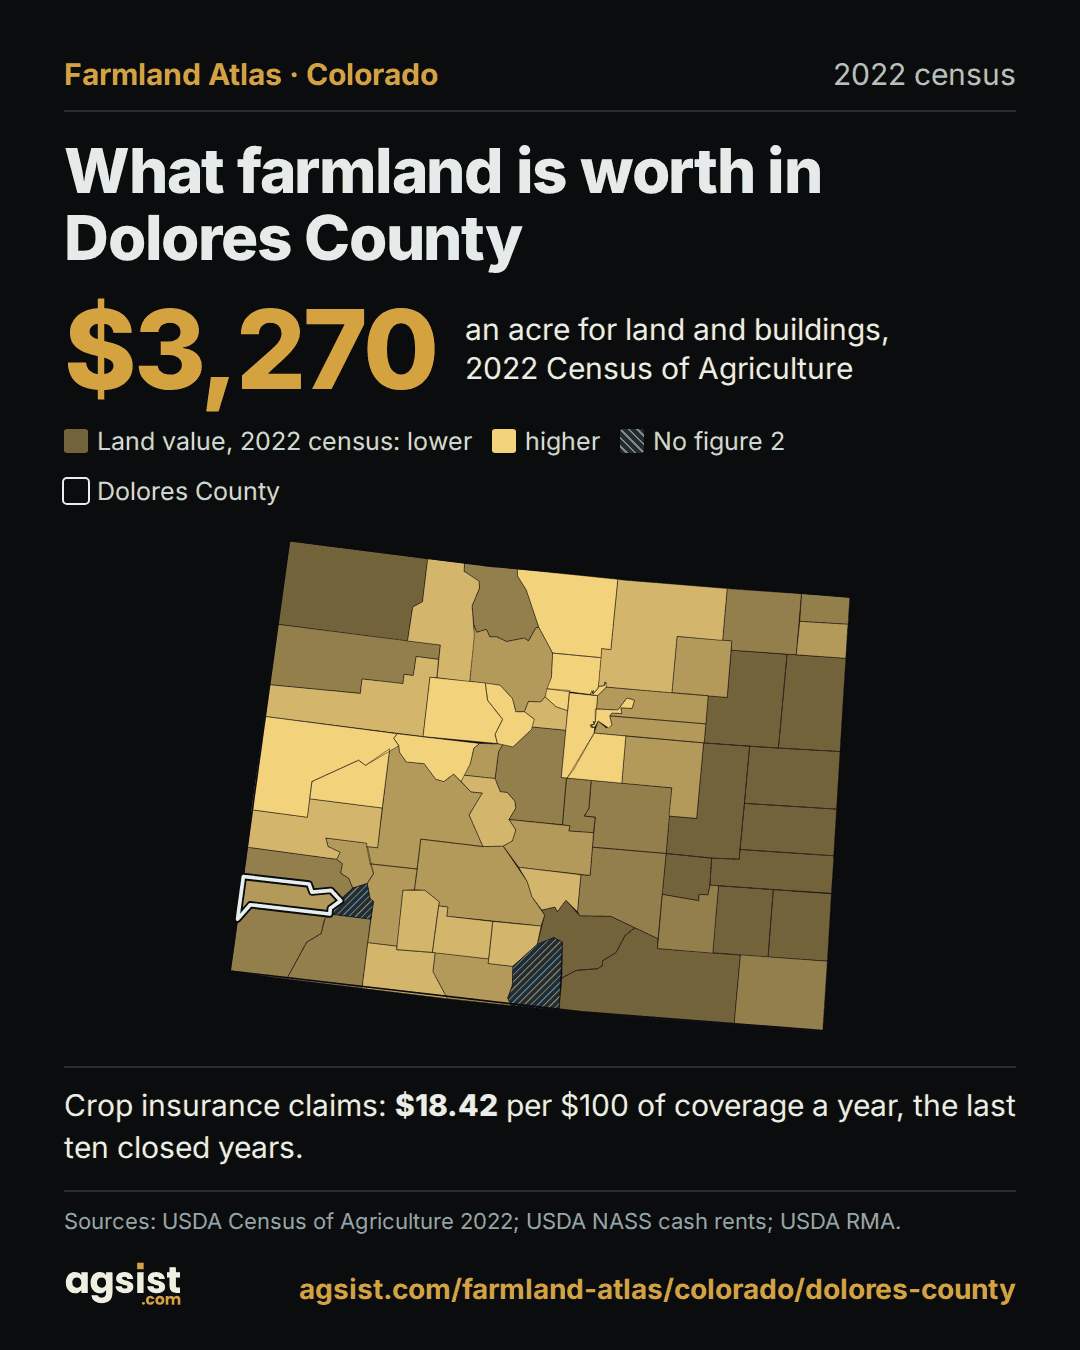 Farmland Atlas · Colorado
2022 census
What farmland is worth in
Dolores County
$3,270
an acre for land and buildings,
2022 Census of Agriculture
Land value, 2022 census: lower
higher
No figure 2
Dolores County
Crop insurance claims: $18.42 per $100 of coverage a year, the last
ten closed years.
Sources: USDA Census of Agriculture 2022; USDA NASS cash rents; USDA RMA.
agsist
.com
agsist.com/farmland-atlas/colorado/dolores-county